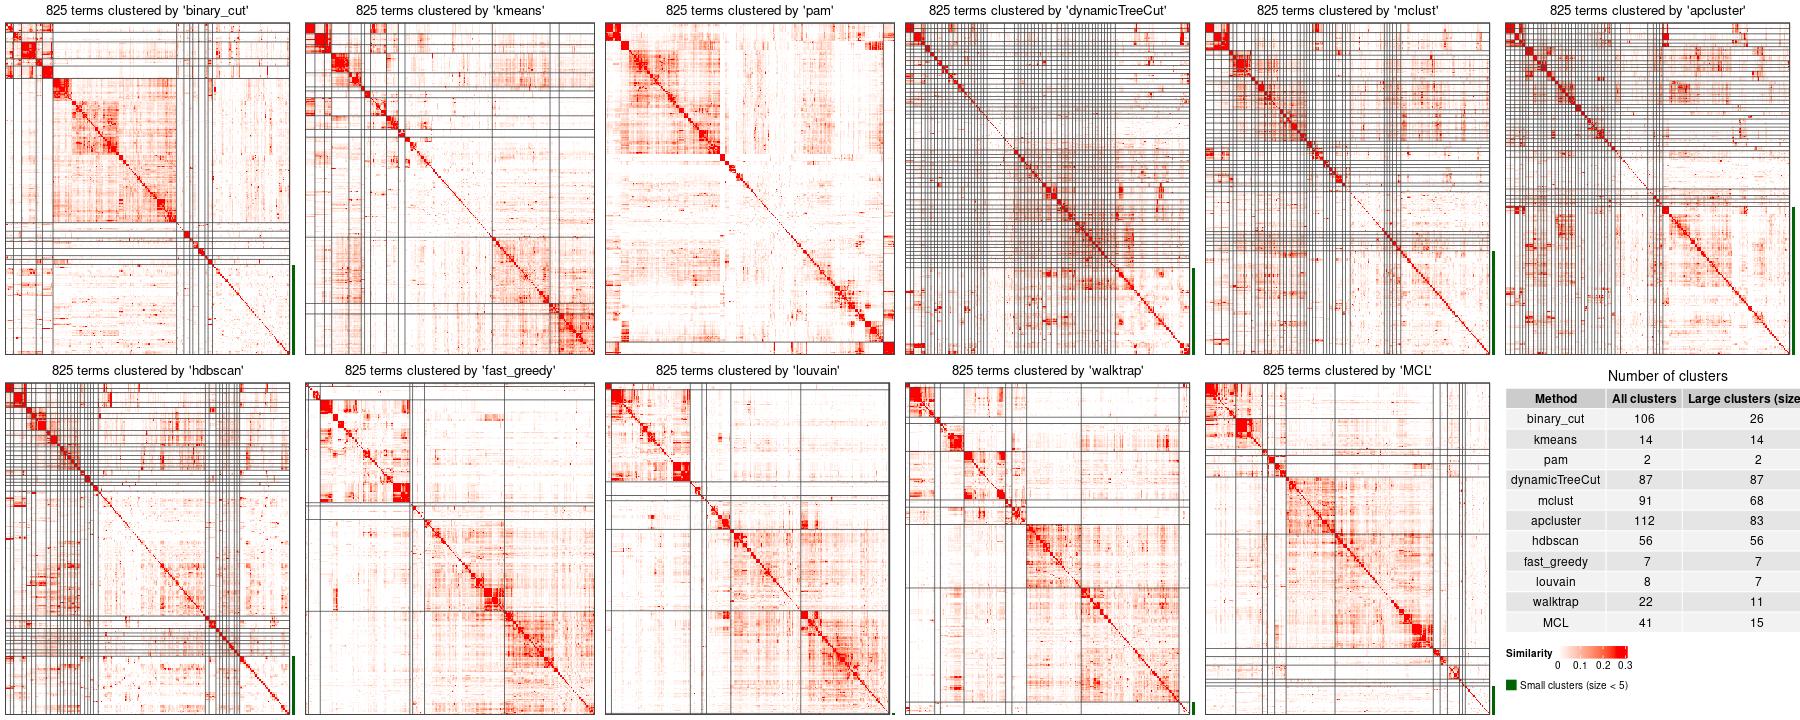 825 terms clustered by 'binary_cut'
825 terms clustered by 'kmeans'
825 terms clustered by 'pam'
825 terms clustered by 'dynamicTreeCut'
825 terms clustered by 'mclust'
825 terms clustered by 'apcluster'
825 terms clustered by 'hdbscan'
825 terms clustered by 'fast_greedy'
825 terms clustered by 'louvain'
825 terms clustered by 'walktrap'
825 terms clustered by 'MCL'
Number of clusters
Method All clusters Large clusters (size
binary_cut 106 26
kmeans 14 14
pam 2 2
dynamicTreeCut 87 87
mclust 91 68
apcluster 112 83
hdbscan 56 56
fast_greedy 7 7
louvain 8 7
walktrap 22 11
MCL 41 15
Similarity
0 0.1 0.2 0.3
Small clusters (size < 5)